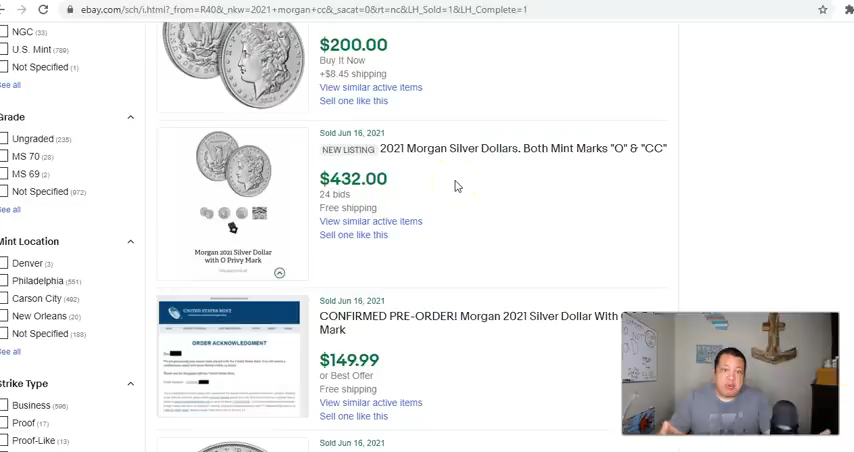 ebay.com/sch/i.html?_from=R40&_nkw=2021+morgan+cc&_sacat=0&rt=nc&LH_Sold=1&LH_Complete=1
NGC (33)
U.S. Mint (789)
Not Specified (1)
See all
Grade
Ungraded (235)
MS 70 (28)
MS 69 (2)
Not Specified (972)
See all
Mint Location
Denver (3)
Philadelphia (551)
Carson City (492)
New Orleans (20)
Not Specified (188)
See all
Strike Type
Business (596)
Proof (17)
Proof-Like (13)
$200.00
Buy It Now
+$8.45 shipping
View similar active items
Sell one like this
Morgan 2021 Silver Dollar
with O Privy Mark
Sold Jun 16, 2021
NEW LISTING 2021 Morgan Silver Dollars. Both Mint Marks "O" & "CC"
$432.00
24 bids
Free shipping
View similar active items
Sell one like this
UNITED STATES MINT
ORDER ACKNOWLEDGMENT
Sold Jun 16, 2021
CONFIRMED PRE-ORDER! Morgan 2021 Silver Dollar With
Mark
$149.99
or Best Offer
Free shipping
View similar active items
Sell one like this
Sold Jun 16, 2021